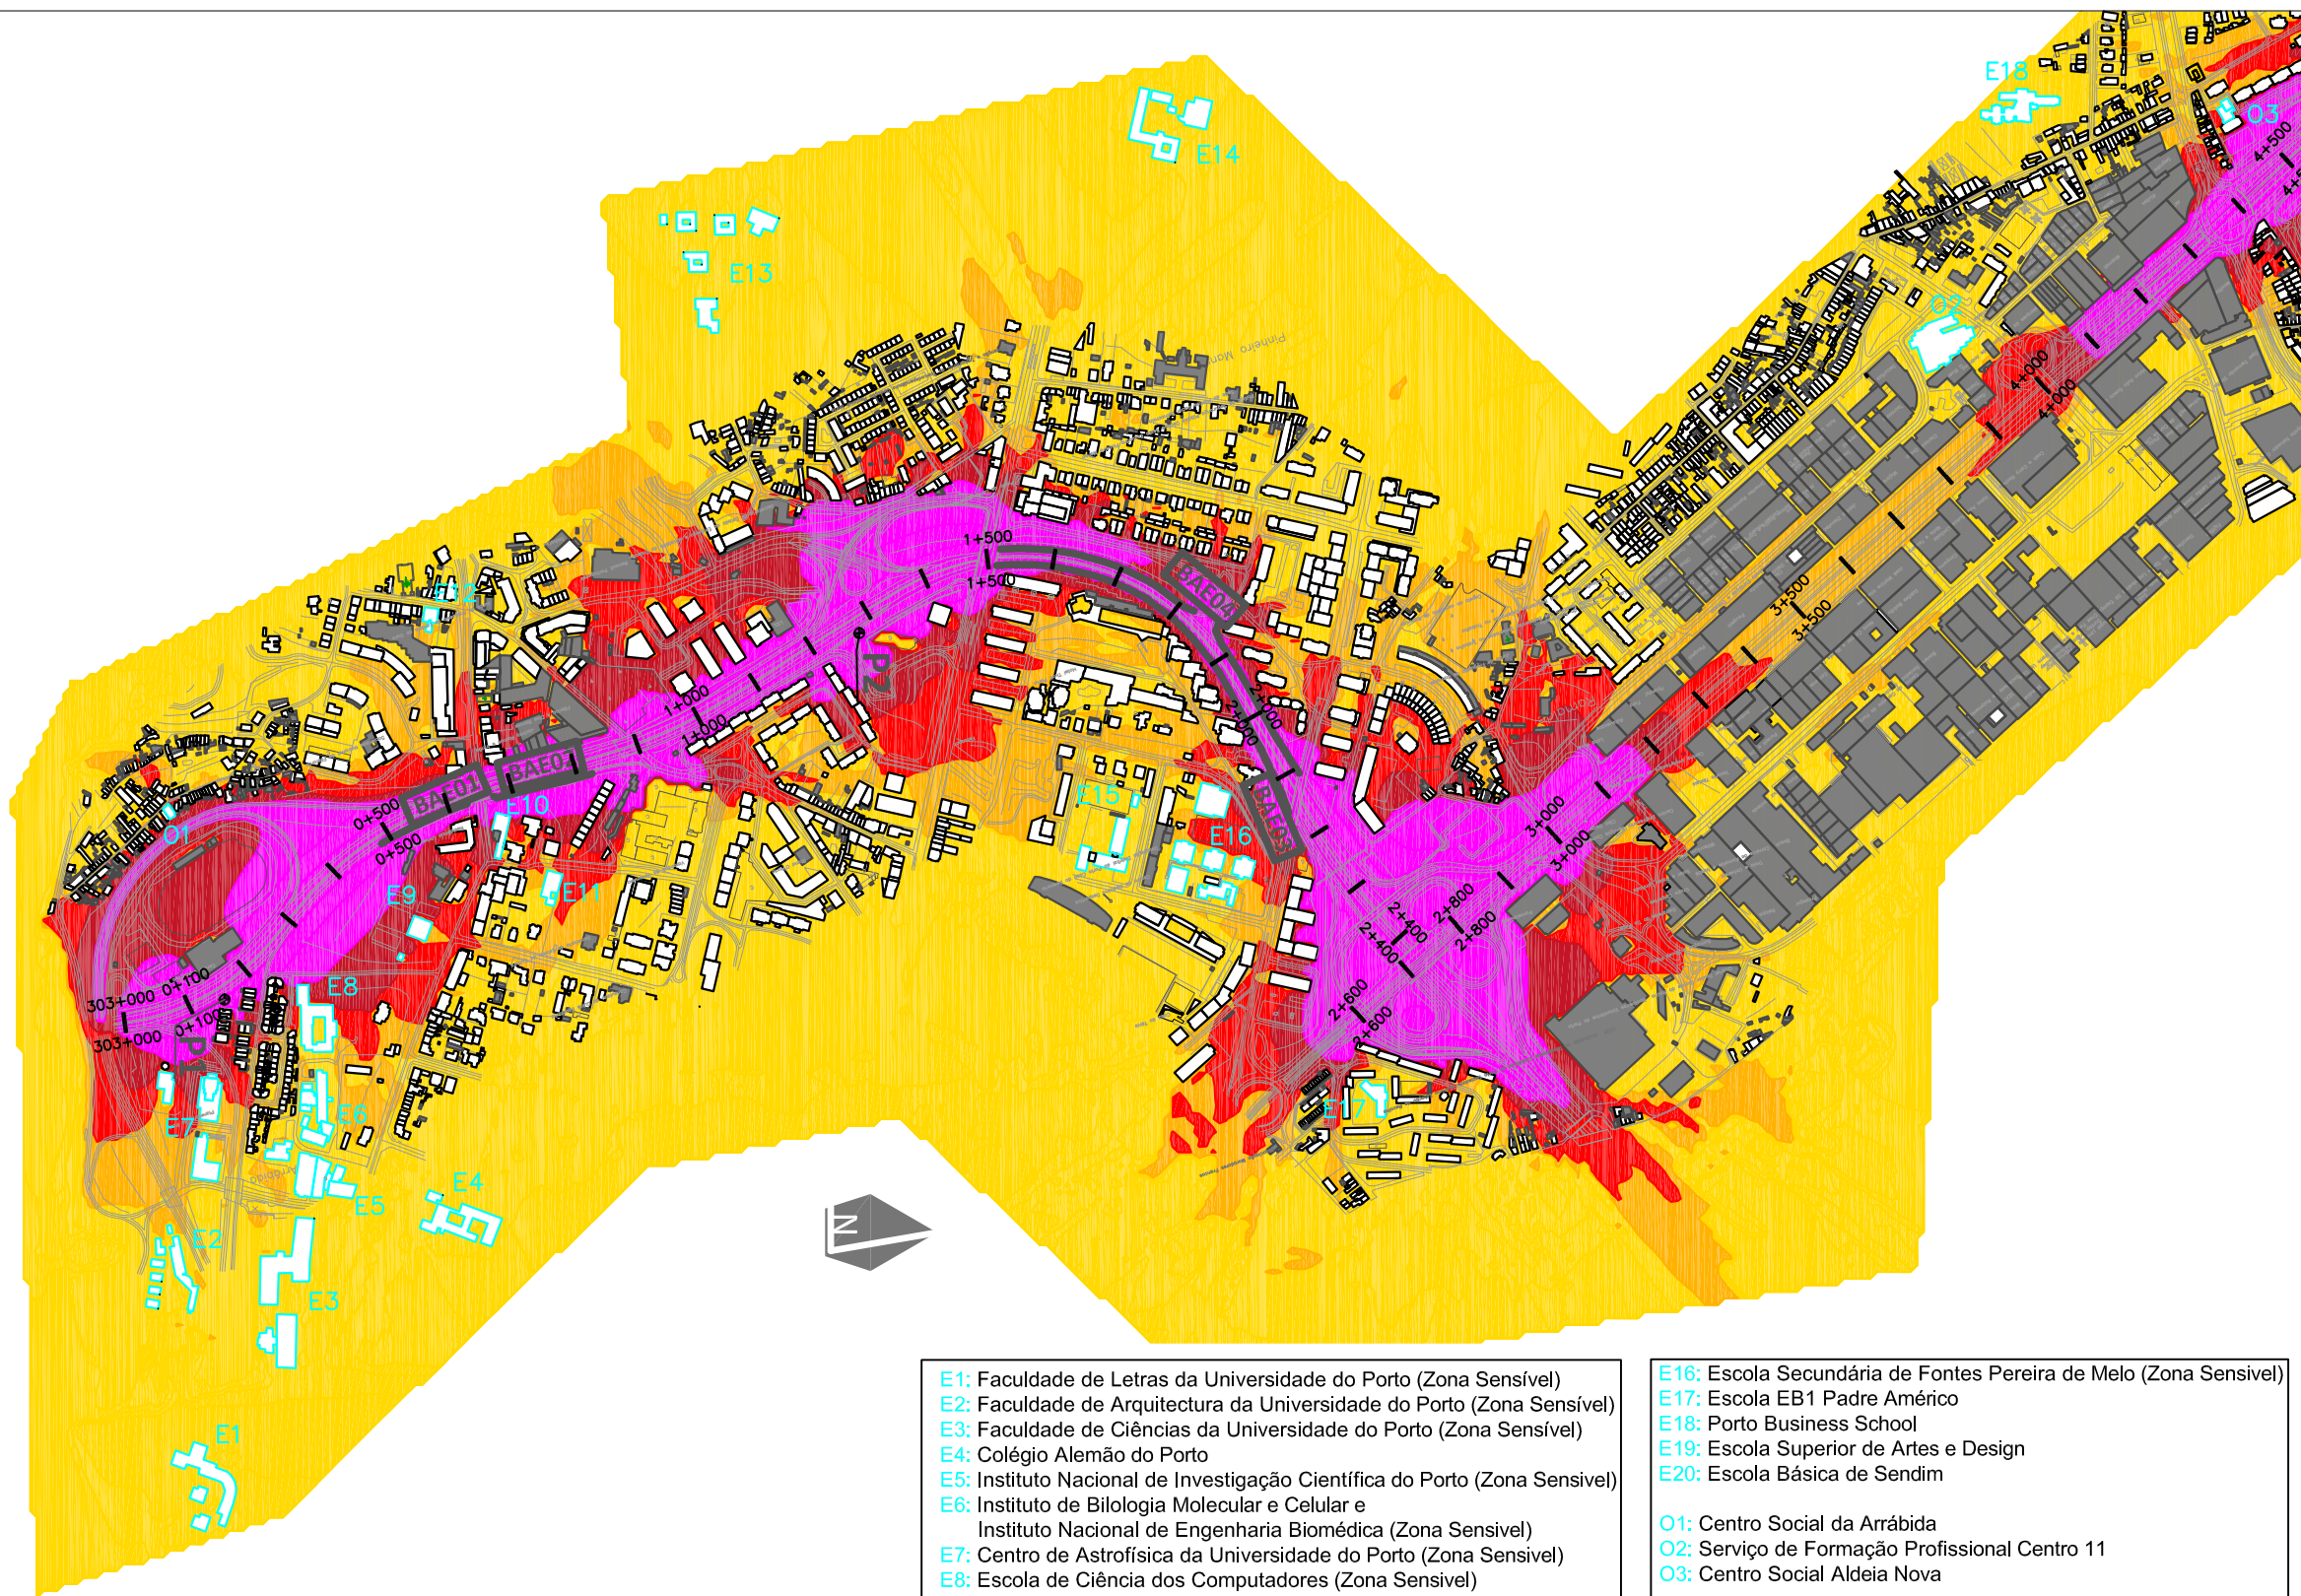 E18
O3
4+500
E14
E13
O2
Pinheiro Man
4+000
4+000
1+500
1+500
BAE04
E12
3+500
3+500
P2
1+000
1+000
2+000
2+000
BAE01
E10
E15
E16
BAE03
0+500
0+500
O1
3+000
3+000
E9
E11
2+400
2+400
2+800
2+800
303+000
0+100
303+000
0+100
E8
2+600
2+600
P1
E7
E6
E17
E5
E4
E2
N
E3
E1
E1: Faculdade de Letras da Universidade do Porto (Zona Sensível)
E2: Faculdade de Arquitectura da Universidade do Porto (Zona Sensível)
E3: Faculdade de Ciências da Universidade do Porto (Zona Sensível)
E4: Colégio Alemão do Porto
E5: Instituto Nacional de Investigação Científica do Porto (Zona Sensivel)
E6: Instituto de Bilologia Molecular e Celular e
Instituto Nacional de Engenharia Biomédica (Zona Sensivel)
E7: Centro de Astrofísica da Universidade do Porto (Zona Sensivel)
E8: Escola de Ciência dos Computadores (Zona Sensivel)
E16: Escola Secundária de Fontes Pereira de Melo (Zona Sensivel)
E17: Escola EB1 Padre Américo
E18: Porto Business School
E19: Escola Superior de Artes e Design
E20: Escola Básica de Sendim
O1: Centro Social da Arrábida
O2: Serviço de Formação Profissional Centro 11
O3: Centro Social Aldeia Nova